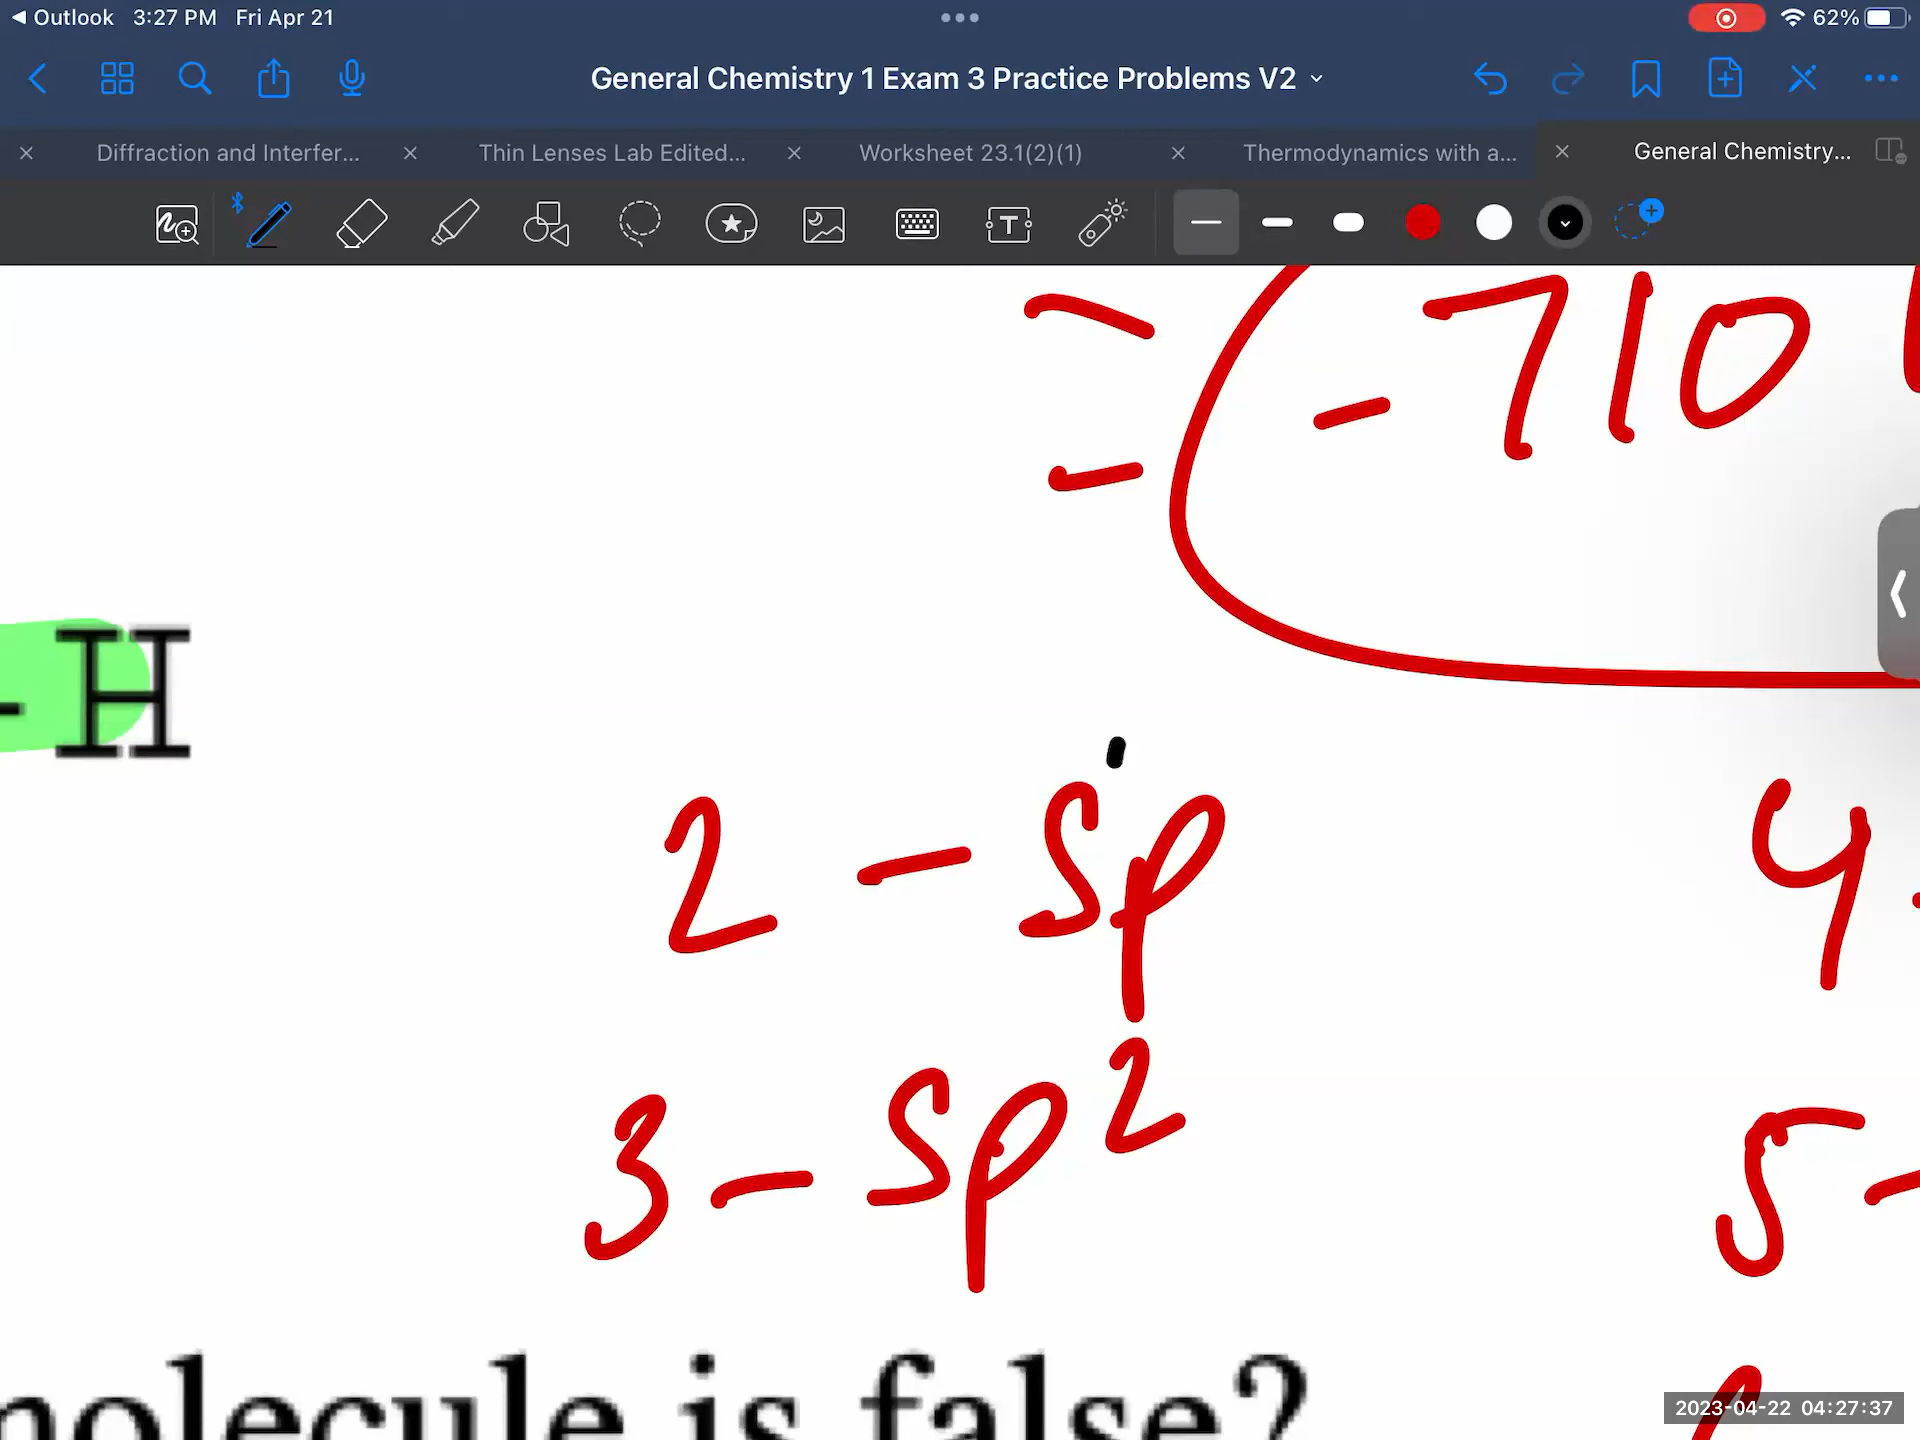 Outlook 3:27 PM Fri Apr 21 62%
General Chemistry 1 Exam 3 Practice Problems V2
Diffraction and Interfer... Thin Lenses Lab Edited... Worksheet 23.1(2)(1) Thermodynamics with a... General Chemistry...
T
- 710
- H
2 - sp 4
3 - sp² 5 -
molecule is false?
2023-04-22 04:27:37